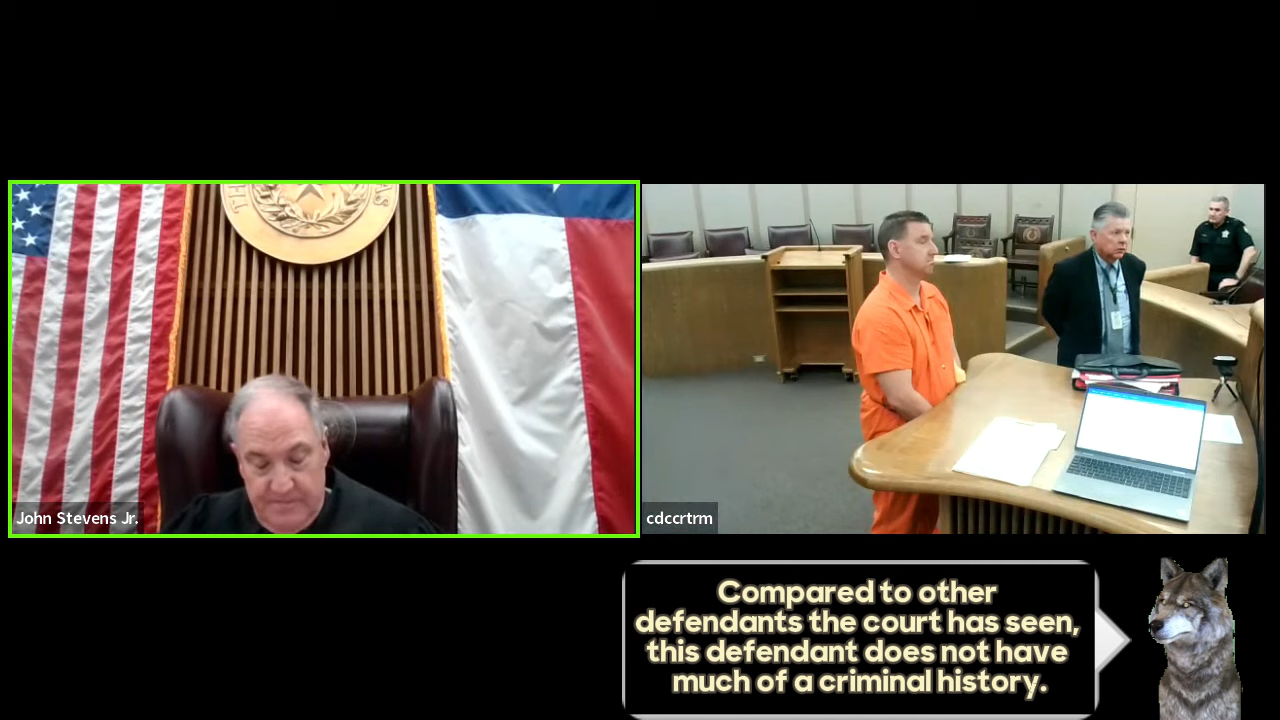 AS
John Stevens Jr.
cdccrtrm
Compared to other
defendants the court has seen,
this defendant does not have
much of a criminal history.